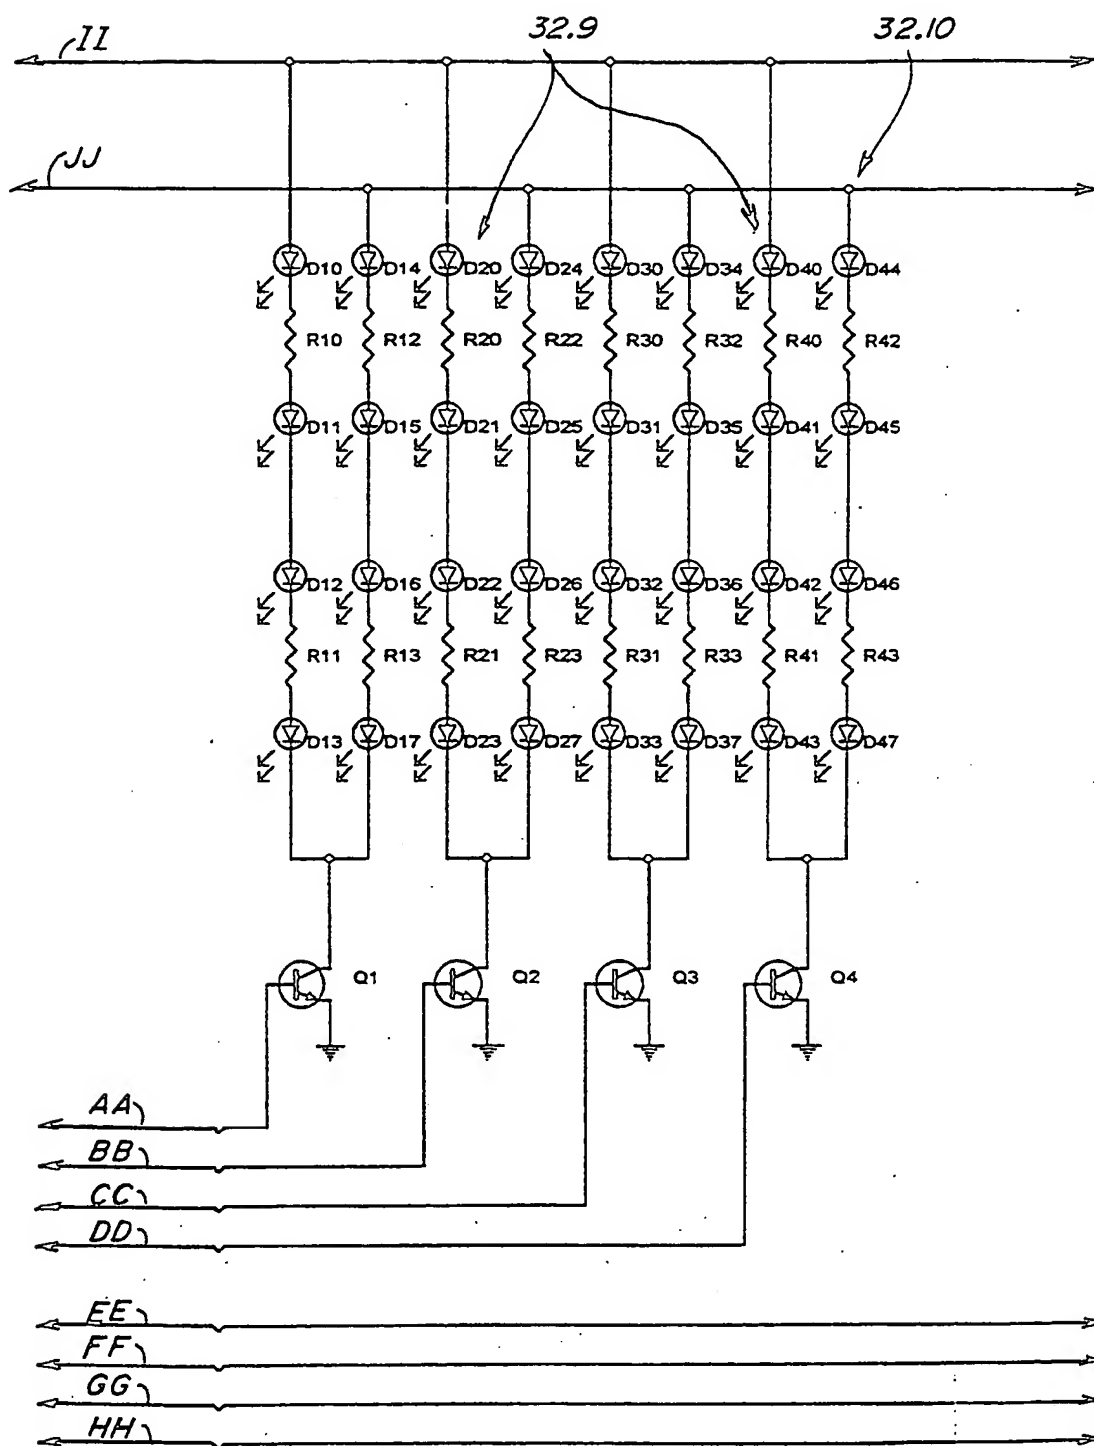 II 32.9 32.10
JJ
D10 D14 D20 D24 D30 D34 D40 D44
R10 R12 R20 R22 R30 R32 R40 R42
D11 D15 D21 D25 D31 D35 D41 D45
D12 D16 D22 D26 D32 D36 D42 D46
R11 R13 R21 R23 R31 R33 R41 R43
D13 D17 D23 D27 D33 D37 D43 D47
Q1 Q2 Q3 Q4
AA
BB
CC
DD
EE
FF
GG
HH